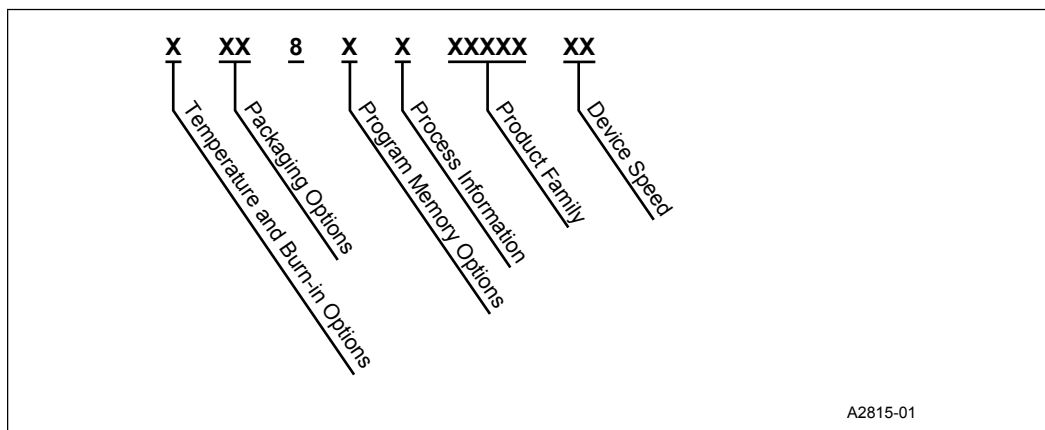 X XX 8 X X XXXXX XX
Temperature and Burn-in Options
Packaging Options
Program Memory Options
Process Information
Product Family
Device Speed
A2815-01